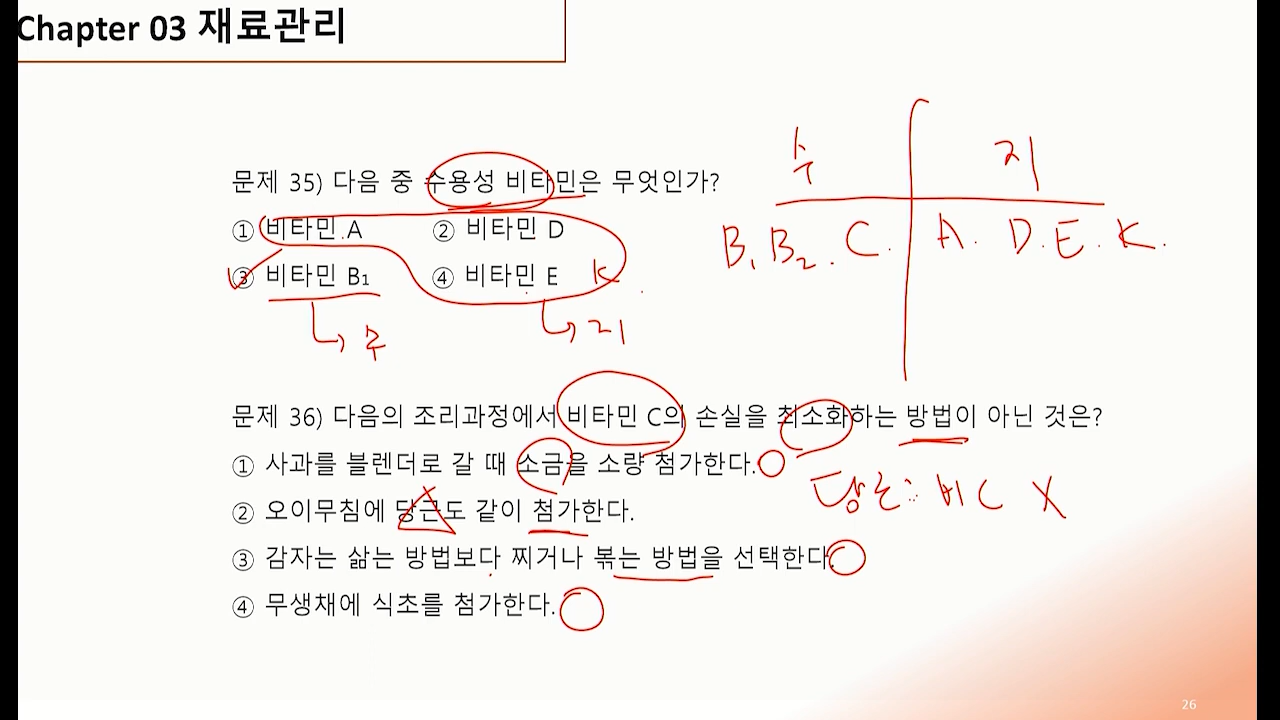 Chapter 03 재료관리
문제 35) 다음 중 수용성 비타민은 무엇인가?
① 비타민 A ② 비타민 D
③ 비타민 B₁ ④ 비타민 E K
수
지
수 지
B₁ B₂. C. A. D. E. K.
문제 36) 다음의 조리과정에서 비타민 C의 손실을 최소화하는 방법이 아닌 것은?
① 사과를 블렌더로 갈 때 소금을 소량 첨가한다.
② 오이무침에 당근도 같이 첨가한다.
당근: 비C X
③ 감자는 삶는 방법보다 찌거나 볶는 방법을 선택한다.
④ 무생채에 식초를 첨가한다.
26